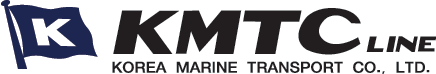 K
KMTC LINE
KOREA MARINE TRANSPORT CO., LTD.